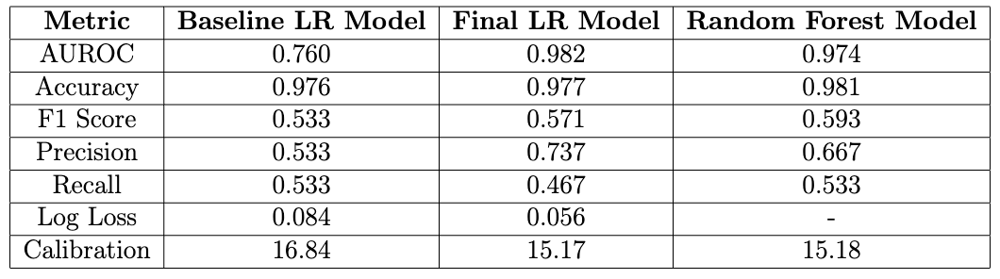 Metric Baseline LR Model Final LR Model Random Forest Model
AUROC 0.760 0.982 0.974
Accuracy 0.976 0.977 0.981
F1 Score 0.533 0.571 0.593
Precision 0.533 0.737 0.667
Recall 0.533 0.467 0.533
Log Loss 0.084 0.056 -
Calibration 16.84 15.17 15.18